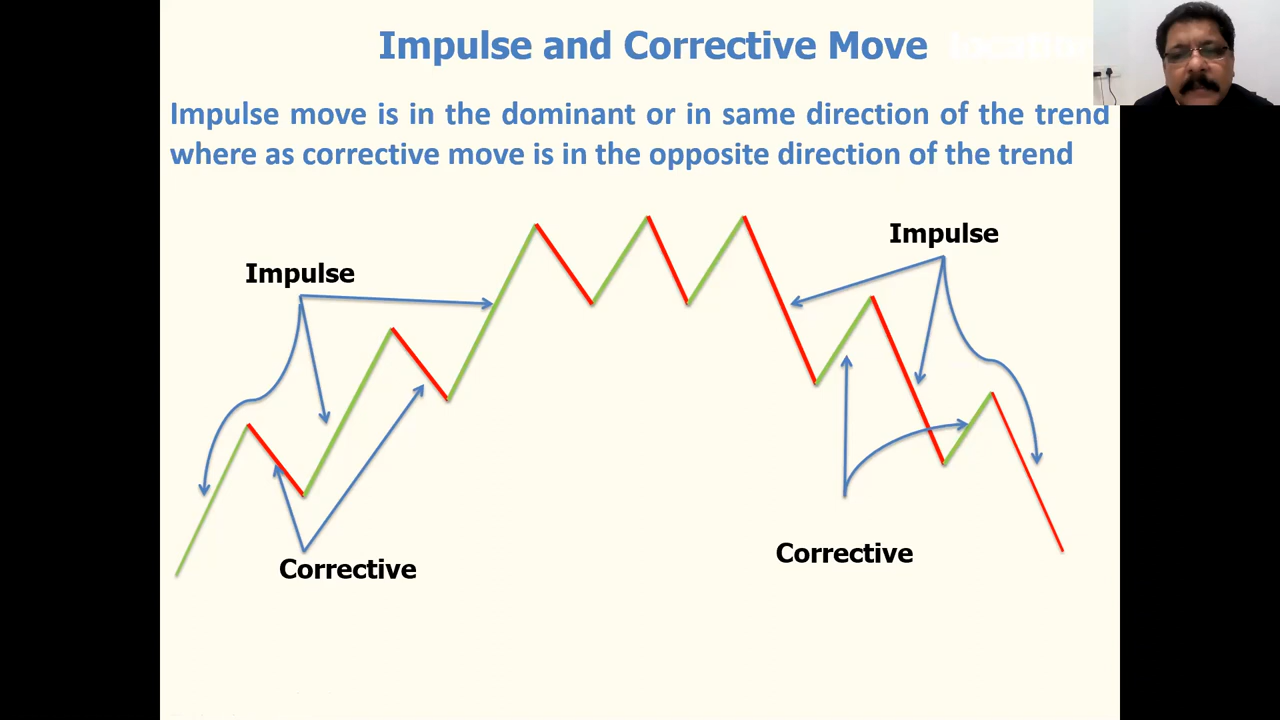 Impulse and Corrective Move
Impulse move is in the dominant or in same direction of the trend
where as corrective move is in the opposite direction of the trend
Impulse
Impulse
Corrective
Corrective